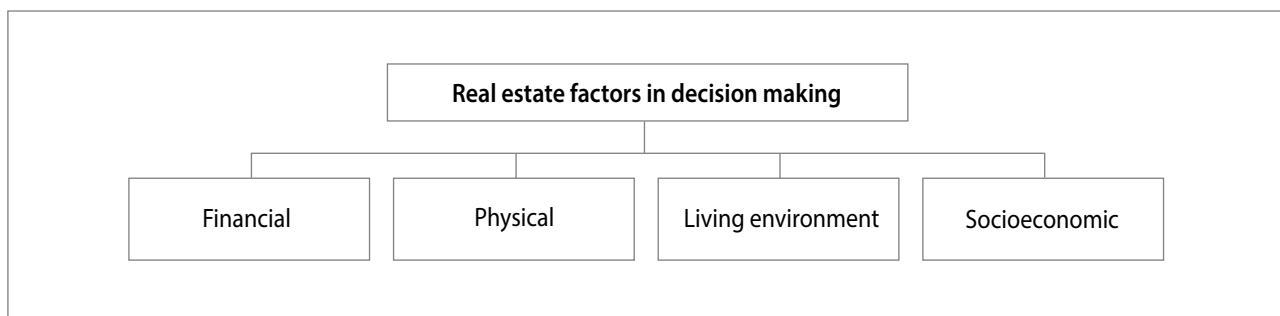 Real estate factors in decision making
Financial
Physical
Living environment
Socioeconomic